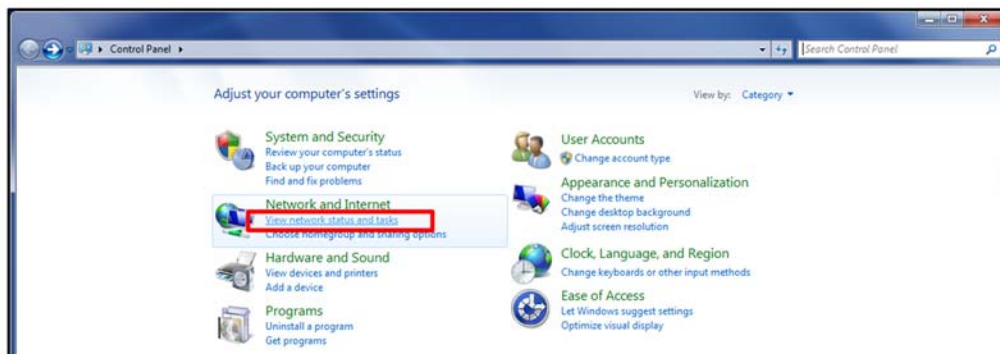 Control Panel
Search Control Panel
Adjust your computer's settings
View by: Category
System and Security
Review your computer's status
Back up your computer
Find and fix problems
Network and Internet
View network status and tasks
Choose homegroup and sharing options
Hardware and Sound
View devices and printers
Add a device
Programs
Uninstall a program
Get programs
User Accounts
Change account type
Appearance and Personalization
Change the theme
Change desktop background
Adjust screen resolution
Clock, Language, and Region
Change keyboards or other input methods
Ease of Access
Let Windows suggest settings
Optimize visual display